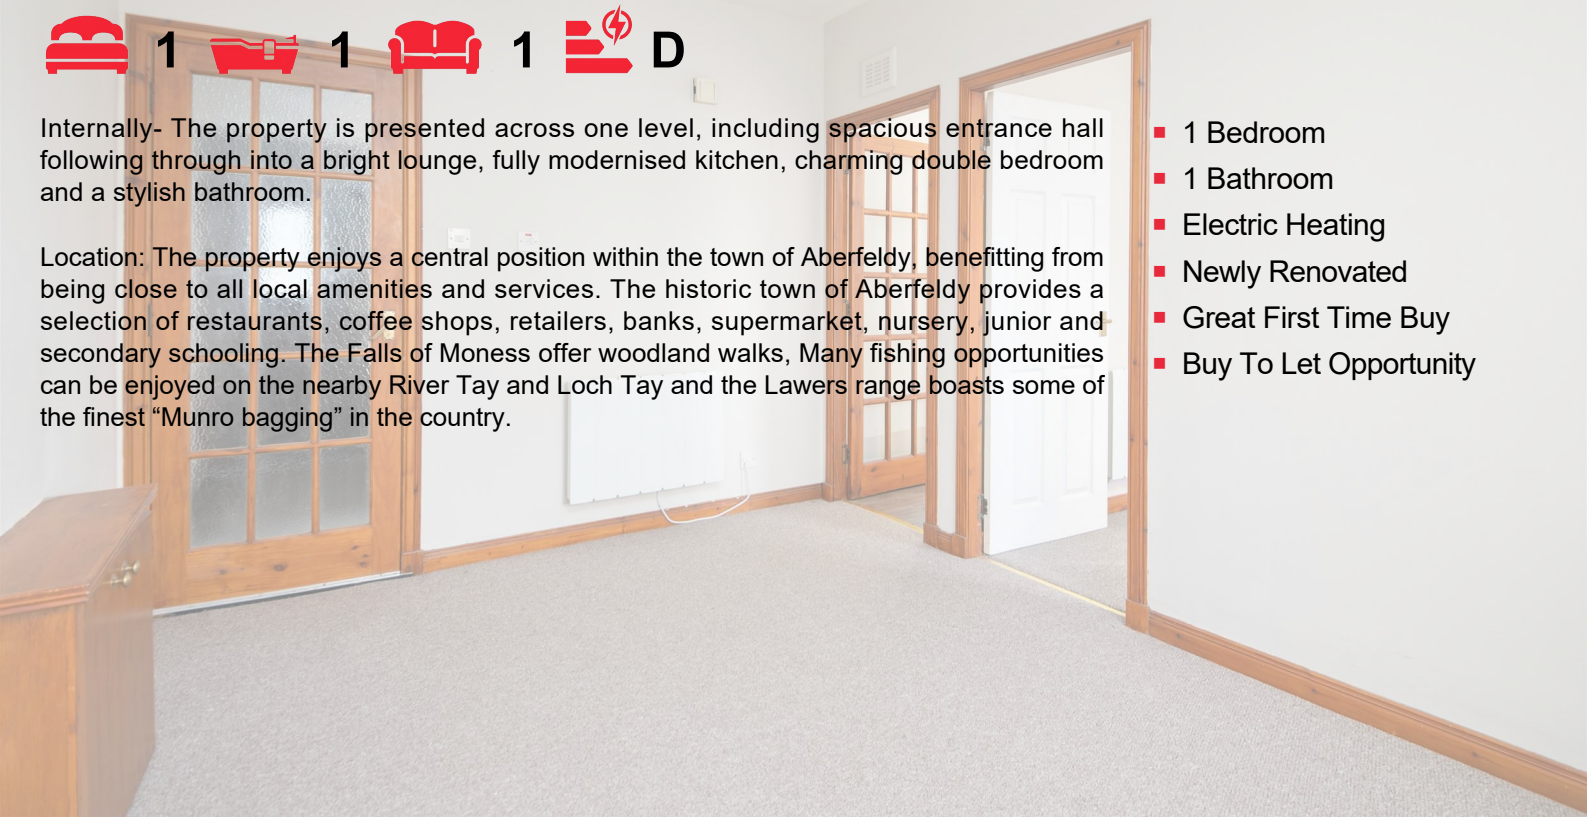 1 1 1 D
Internally- The property is presented across one level, including spacious entrance hall
following through into a bright lounge, fully modernised kitchen, charming double bedroom
and a stylish bathroom.
Location: The property enjoys a central position within the town of Aberfeldy, benefitting from
being close to all local amenities and services. The historic town of Aberfeldy provides a
selection of restaurants, coffee shops, retailers, banks, supermarket, nursery, junior and
secondary schooling. The Falls of Moness offer woodland walks, Many fishing opportunities
can be enjoyed on the nearby River Tay and Loch Tay and the Lawers range boasts some of
the finest “Munro bagging” in the country.
1 Bedroom
1 Bathroom
Electric Heating
Newly Renovated
Great First Time Buy
Buy To Let Opportunity